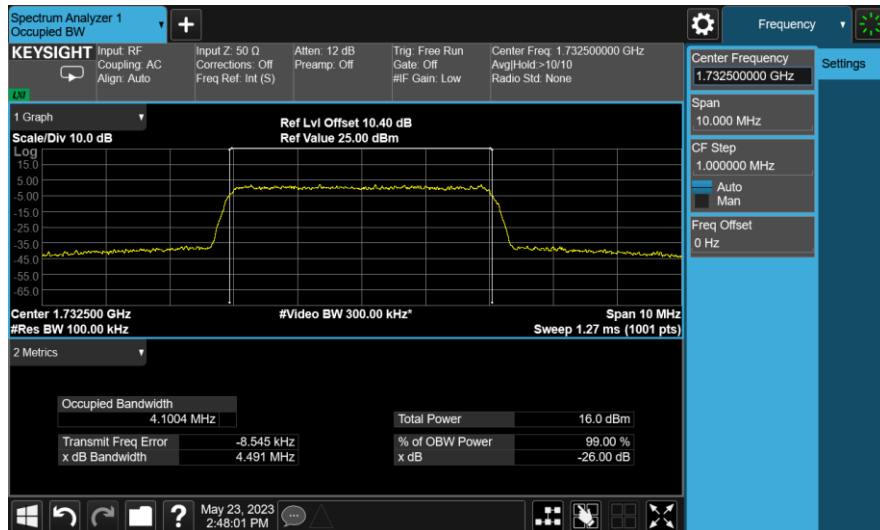 Spectrum Analyzer 1
Occupied BW
Frequency
KEYSIGHT
Input: RF
Coupling: AC
Align: Auto
Input Z: 50 Ω
Corrections: Off
Freq Ref: Int (S)
Atten: 12 dB
Preamp: Off
Trig: Free Run
Gate: Off
#IF Gain: Low
Center Freq: 1.732500000 GHz
Avg|Hold:>10/10
Radio Std: None
LXI
Center Frequency
1.732500000 GHz
Settings
Span
10.000 MHz
CF Step
1.000000 MHz
Auto
Man
Freq Offset
0 Hz
1 Graph
Scale/Div 10.0 dB
Ref Lvl Offset 10.40 dB
Ref Value 25.00 dBm
Log
15.0
5.00
-5.00
-15.0
-25.0
-35.0
-45.0
-55.0
-65.0
Center 1.732500 GHz
#Video BW 300.00 kHz*
Span 10 MHz
#Res BW 100.00 kHz
Sweep 1.27 ms (1001 pts)
2 Metrics
Occupied Bandwidth
4.1004 MHz
Total Power 16.0 dBm
Transmit Freq Error -8.545 kHz
% of OBW Power 99.00 %
x dB Bandwidth 4.491 MHz
x dB -26.00 dB
May 23, 2023
2:48:01 PM